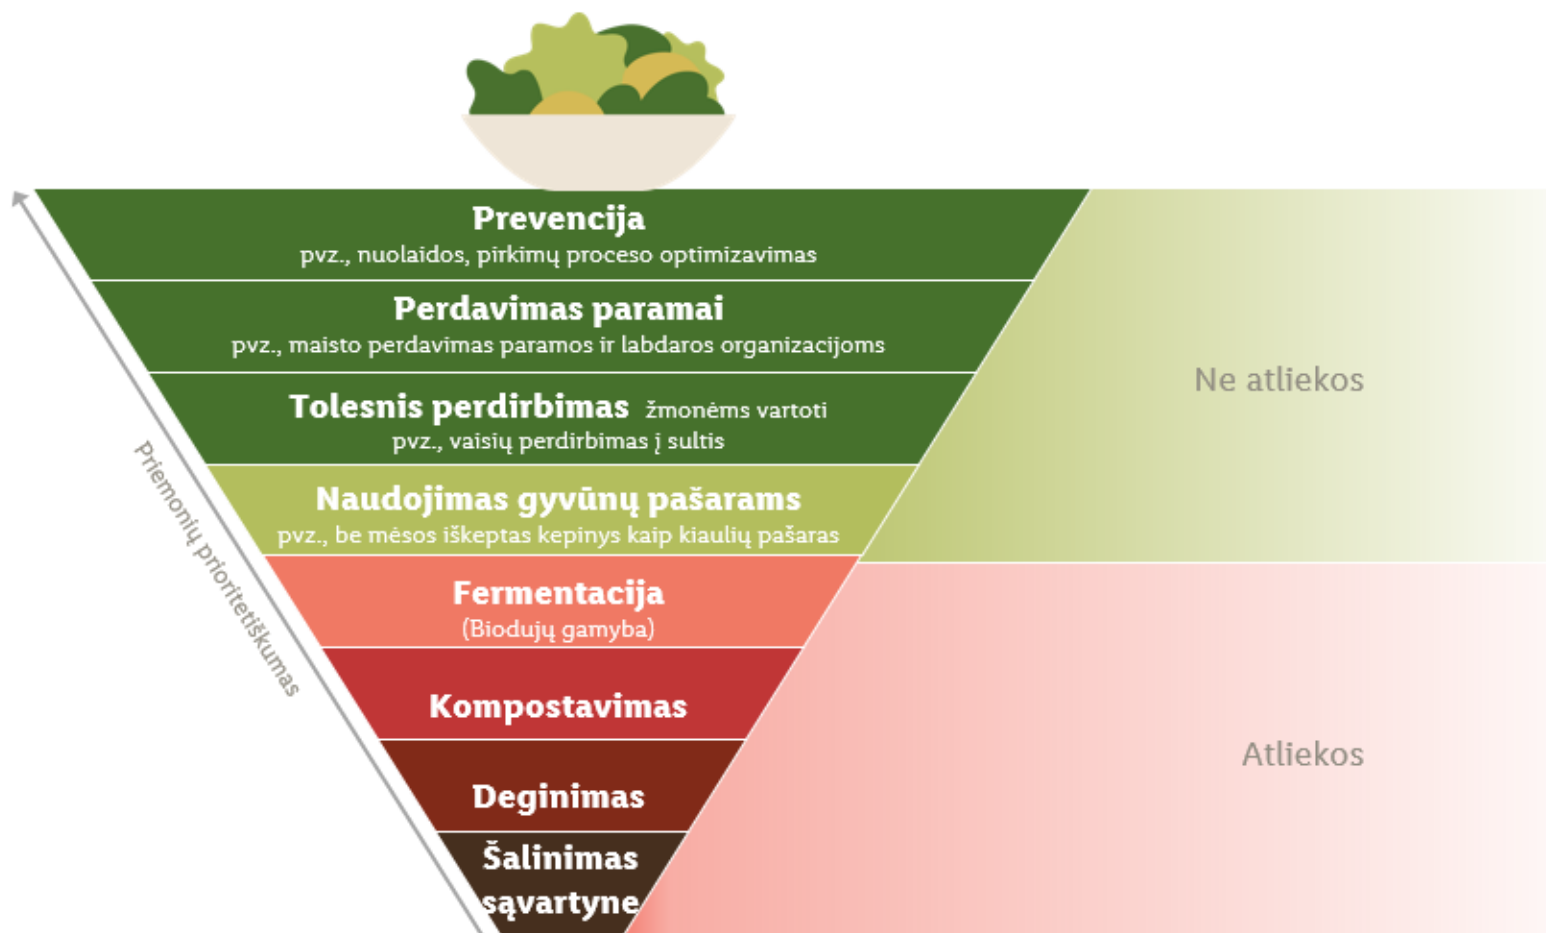 Prevencija
pvz., nuolaidos, pirkimų proceso optimizavimas
Perdavimas paramai
pvz., maisto perdavimas paramos ir labdaros organizacijoms
Tolesnis perdirbimas žmonėms vartoti
pvz., vaisių perdirbimas į sultis
Naudojimas gyvūnų pašarams
pvz., be mėsos iškeptas kepinys kaip kiaulių pašaras
Fermentacija
(Biodujų gamyba)
Kompostavimas
Deginimas
Šalinimas
sąvartyne
Priemonių prioritetiškumas
Ne atliekos
Atliekos